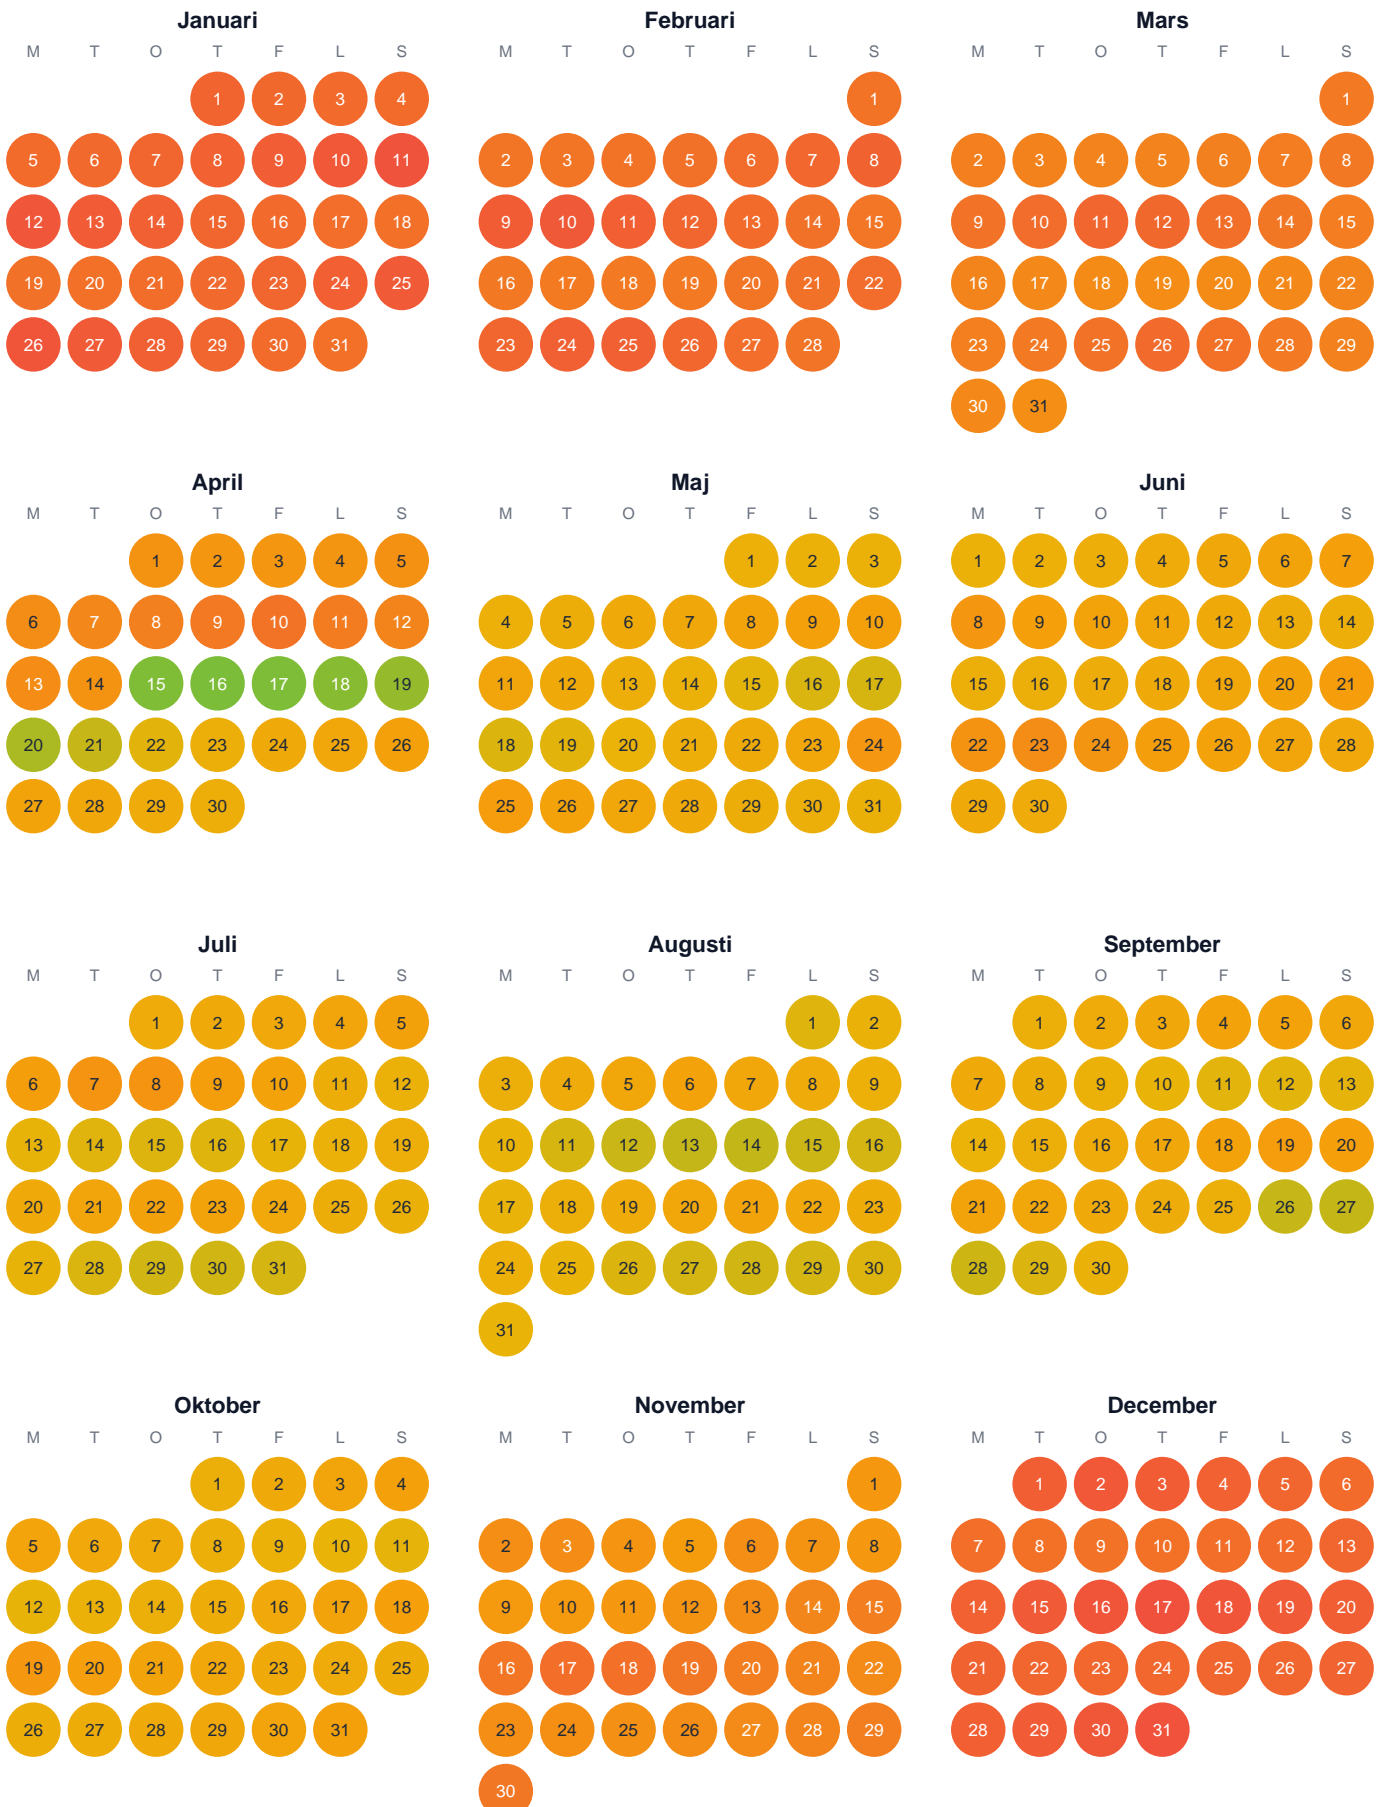 Januari Februari Mars
M T O T F L S M T O T F L S M T O T F L S
1 2 3 4 1 1
5 6 7 8 9 10 11 2 3 4 5 6 7 8 2 3 4 5 6 7 8
12 13 14 15 16 17 18 9 10 11 12 13 14 15 9 10 11 12 13 14 15
19 20 21 22 23 24 25 16 17 18 19 20 21 22 16 17 18 19 20 21 22
26 27 28 29 30 31 23 24 25 26 27 28 23 24 25 26 27 28 29
30 31
April Maj Juni
M T O T F L S M T O T F L S M T O T F L S
1 2 3 4 5 1 2 3 1 2 3 4 5 6 7
6 7 8 9 10 11 12 4 5 6 7 8 9 10 8 9 10 11 12 13 14
13 14 15 16 17 18 19 11 12 13 14 15 16 17 15 16 17 18 19 20 21
20 21 22 23 24 25 26 18 19 20 21 22 23 24 22 23 24 25 26 27 28
27 28 29 30 25 26 27 28 29 30 31 29 30
Juli Augusti September
M T O T F L S M T O T F L S M T O T F L S
1 2 3 4 5 1 2 1 2 3 4 5 6
6 7 8 9 10 11 12 3 4 5 6 7 8 9 7 8 9 10 11 12 13
13 14 15 16 17 18 19 10 11 12 13 14 15 16 14 15 16 17 18 19 20
20 21 22 23 24 25 26 17 18 19 20 21 22 23 21 22 23 24 25 26 27
27 28 29 30 31 24 25 26 27 28 29 30 28 29 30
31
Oktober November December
M T O T F L S M T O T F L S M T O T F L S
1 2 3 4 1 1 2 3 4 5 6
5 6 7 8 9 10 11 2 3 4 5 6 7 8 7 8 9 10 11 12 13
12 13 14 15 16 17 18 9 10 11 12 13 14 15 14 15 16 17 18 19 20
19 20 21 22 23 24 25 16 17 18 19 20 21 22 21 22 23 24 25 26 27
26 27 28 29 30 31 23 24 25 26 27 28 29 28 29 30 31
30